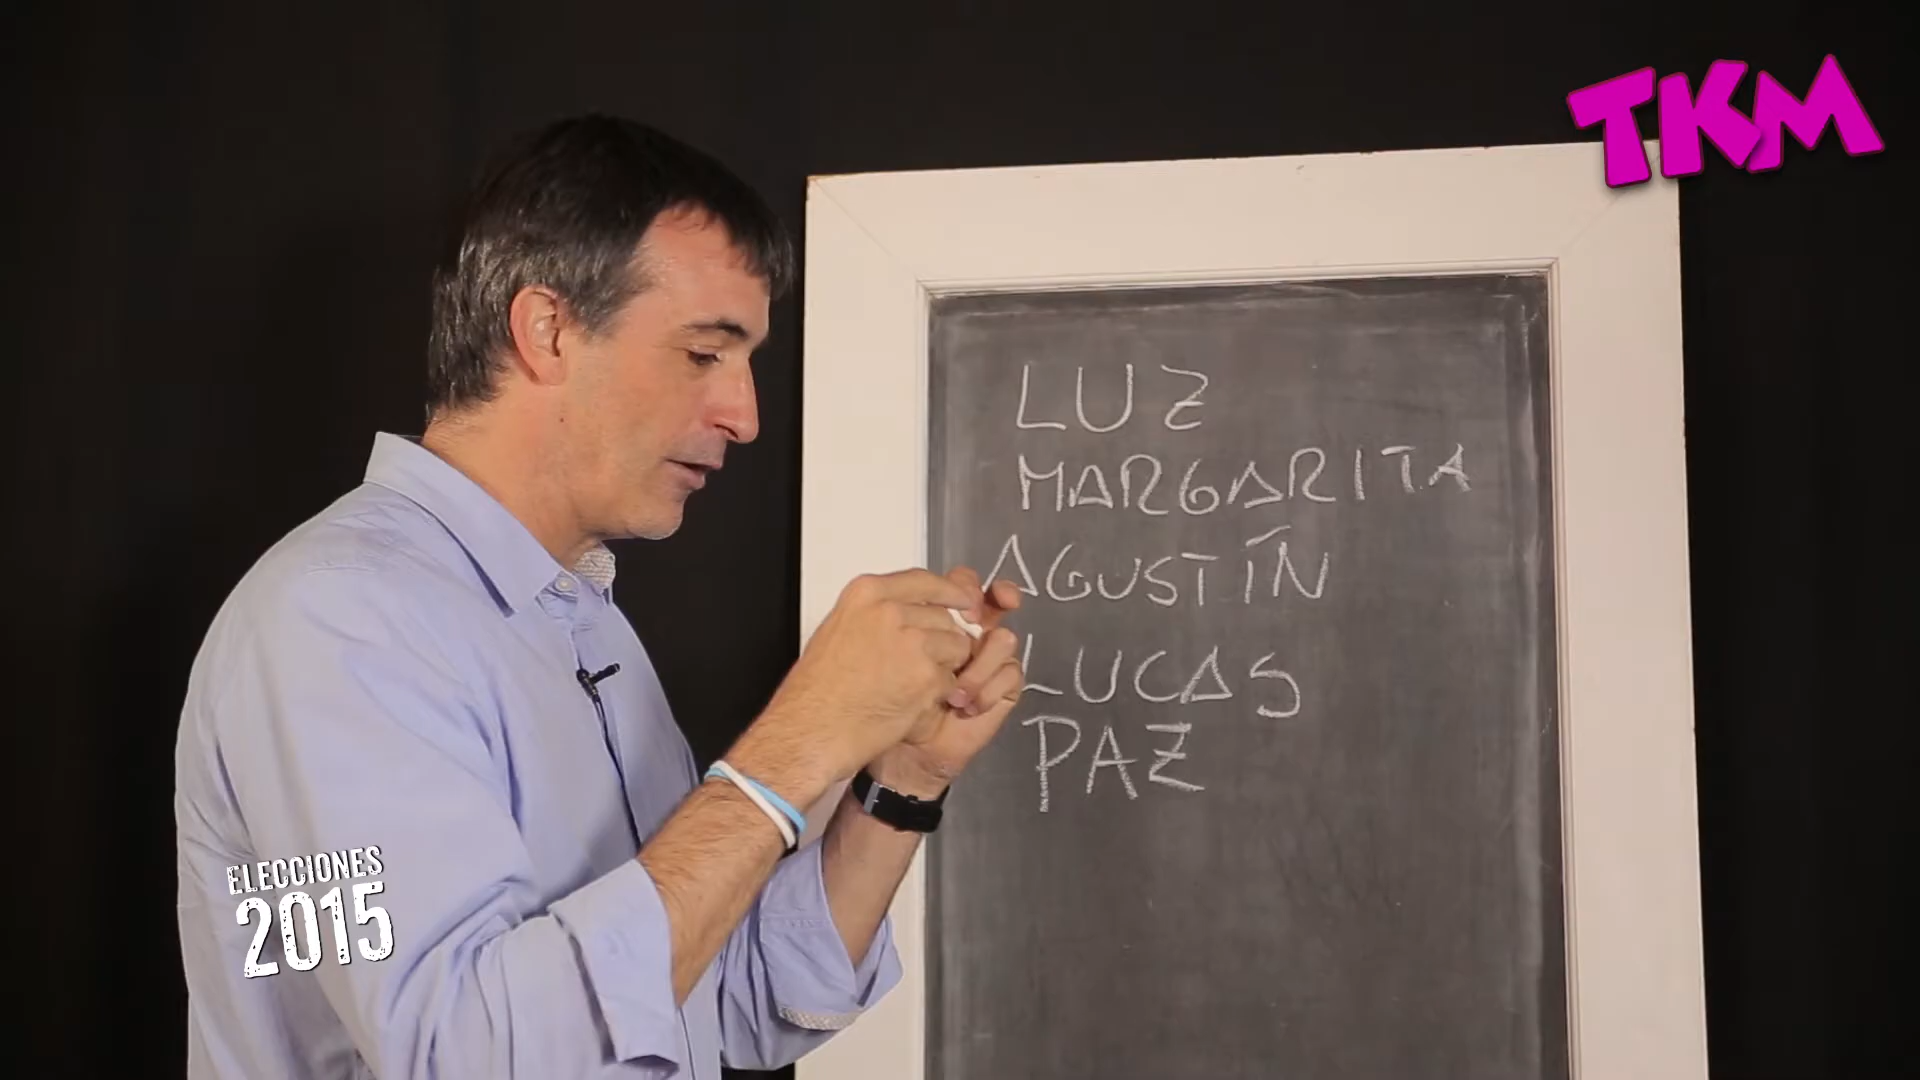 TKM
LUZ
MARGARITA
AGUSTÍN
LUCAS
PAZ
ELECCIONES
2015